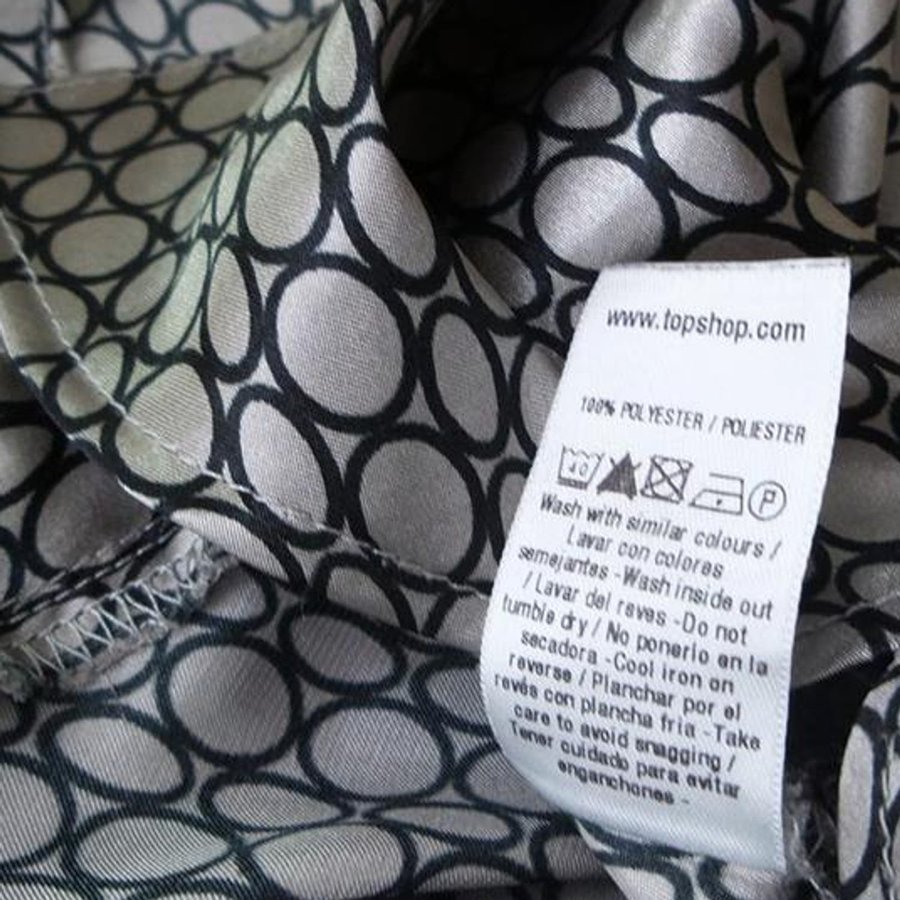 www.topshop.com
100% POLYESTER / POLIESTER
40 P
Wash with similar colours /
Lavar con colores
semejantes -Wash inside out
/ Lavar del reves -Do not
tumble dry / No ponerlo en la
secadora -Cool iron on
reverse / Planchar por el
revés con plancha fria -Take
care to avoid snagging /
Tener cuidado para evitar
enganchones -